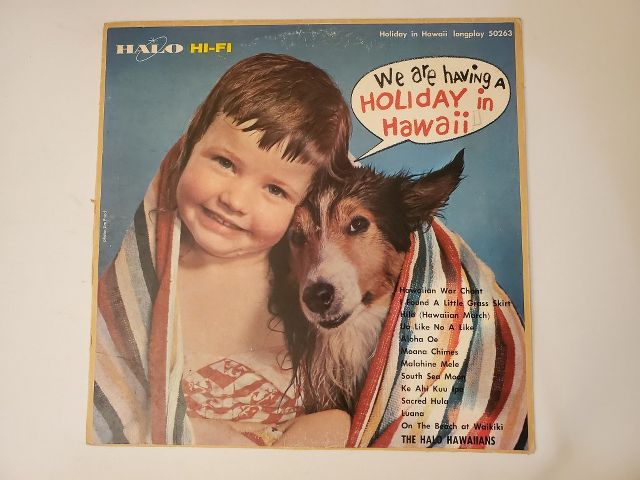 HALO HI-FI
Holiday in Hawaii longplay 50263
We are having a
HOLIDAY in
Hawaii
Hawaiian War Chant
I Found A Little Grass Skirt
Hilo (Hawaiian March)
Ua Like No A Like
Aloha Oe
Moana Chimes
Malahine Mele
South Sea Moon
Ke Ahi Kuu Ipo
Sacred Hula
Luana
On The Beach at Waikiki
THE HALO HAWAIIANS